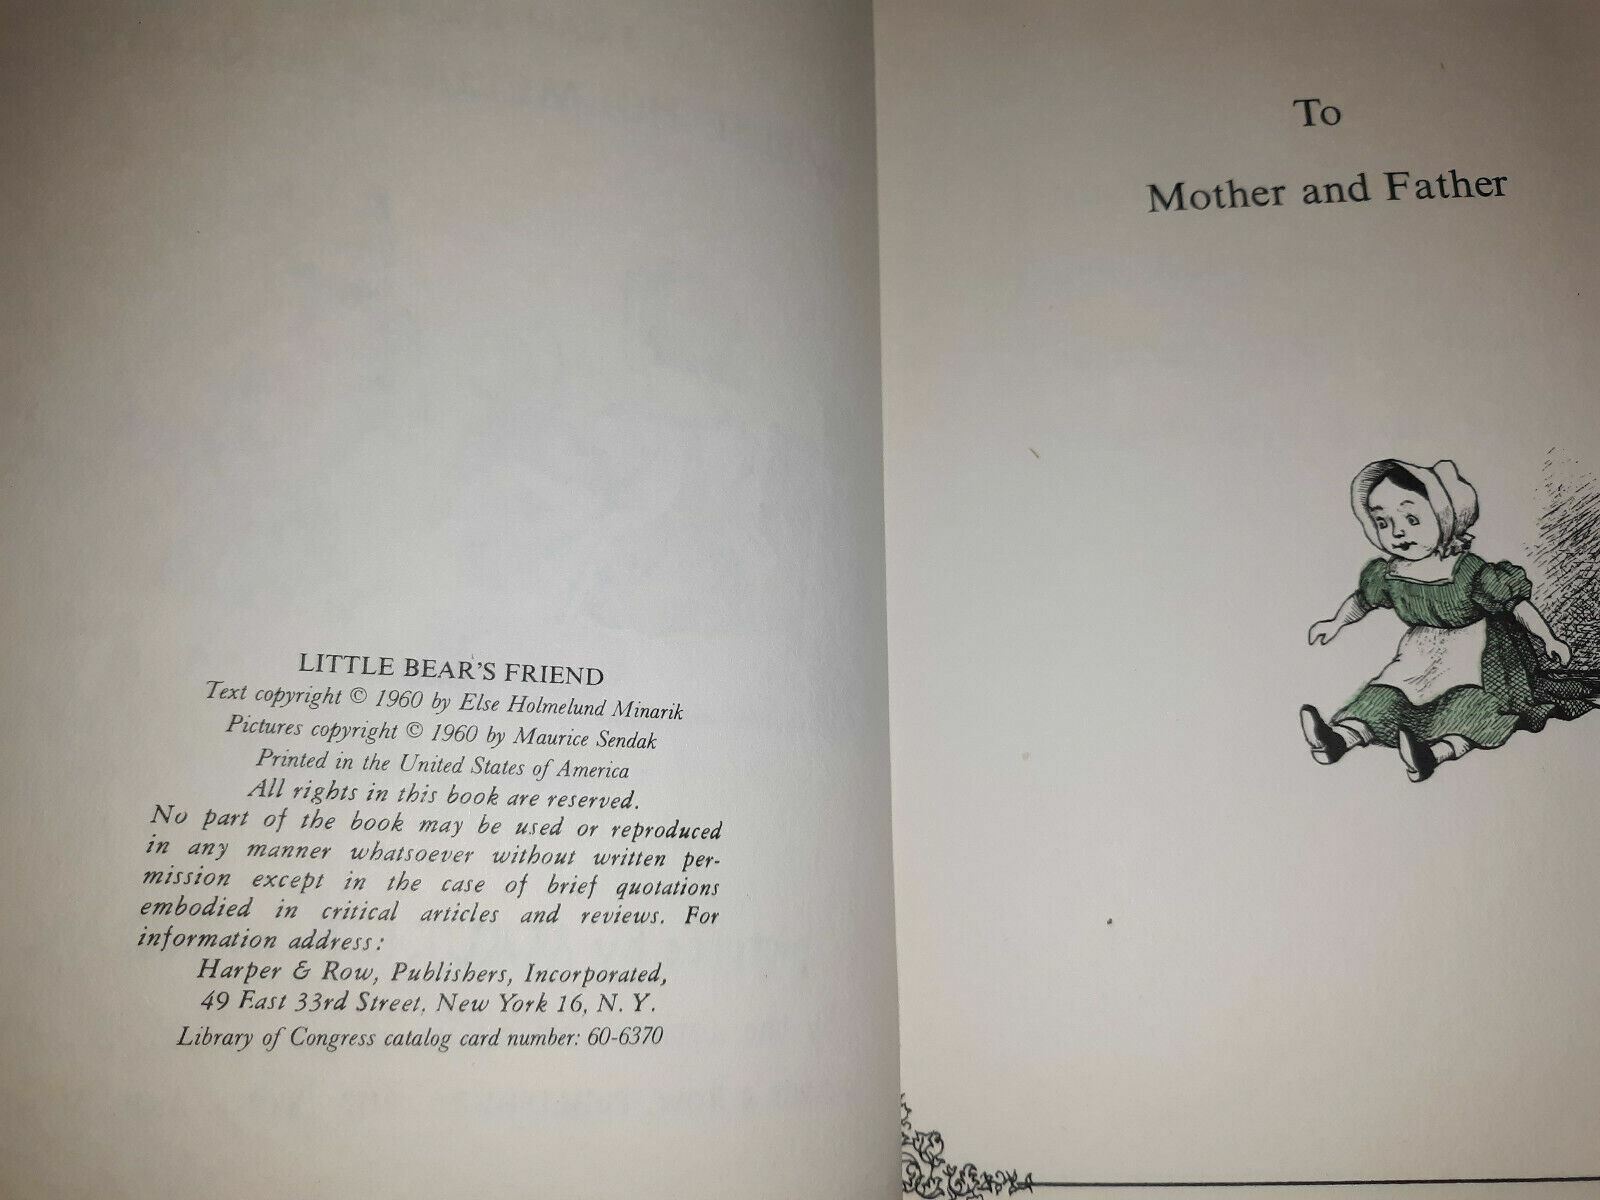 LITTLE BEAR'S FRIEND
Text copyright © 1960 by Else Holmelund Minarik
Pictures copyright © 1960 by Maurice Sendak
Printed in the United States of America
All rights in this book are reserved.
No part of the book may be used or reproduced
in any manner whatsoever without written per-
mission except in the case of brief quotations
embodied in critical articles and reviews. For
information address:
Harper & Row, Publishers, Incorporated,
49 East 33rd Street, New York 16, N. Y.
Library of Congress catalog card number: 60-6370
To
Mother and Father